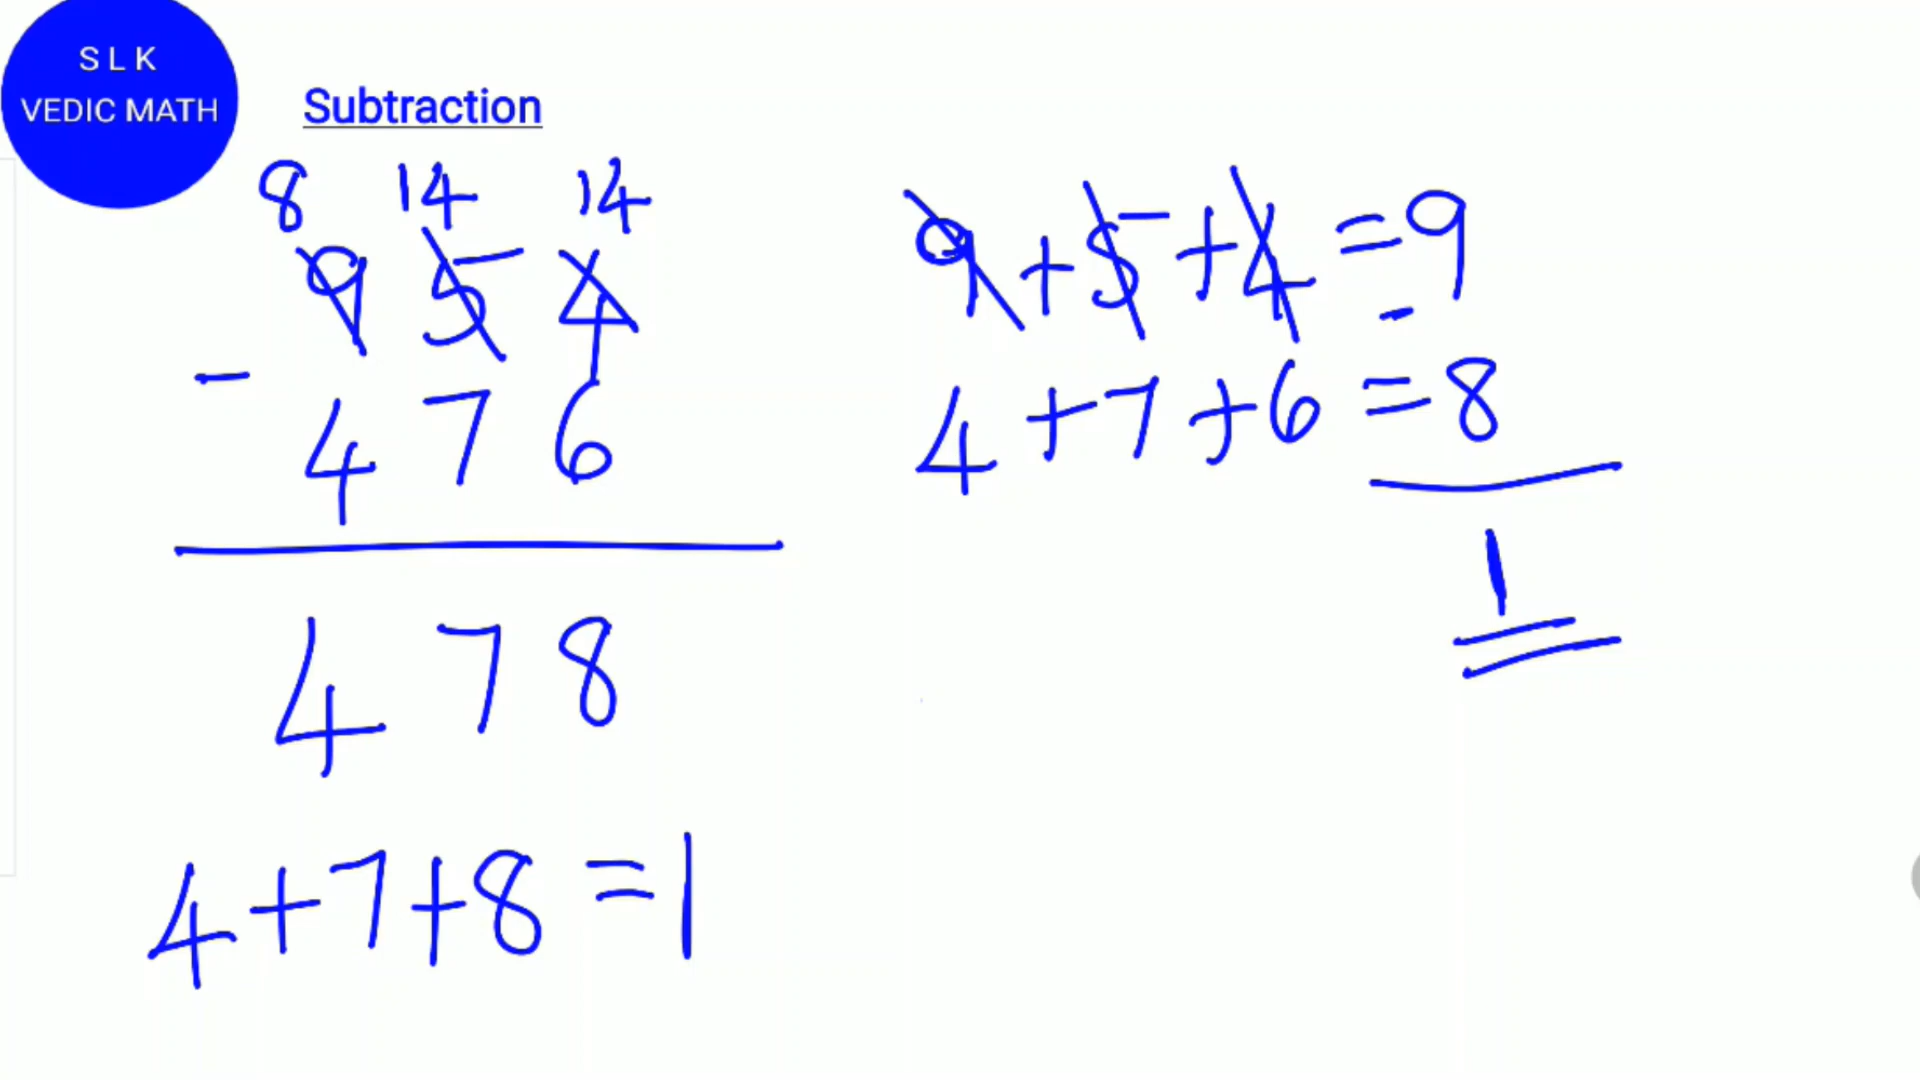 S L K
VEDIC MATH
Subtraction
8 14 14
9 5 4
- 4 7 6
4 7 8
4+7+8=1
9+5+4=9
-
4+7+6=8
1